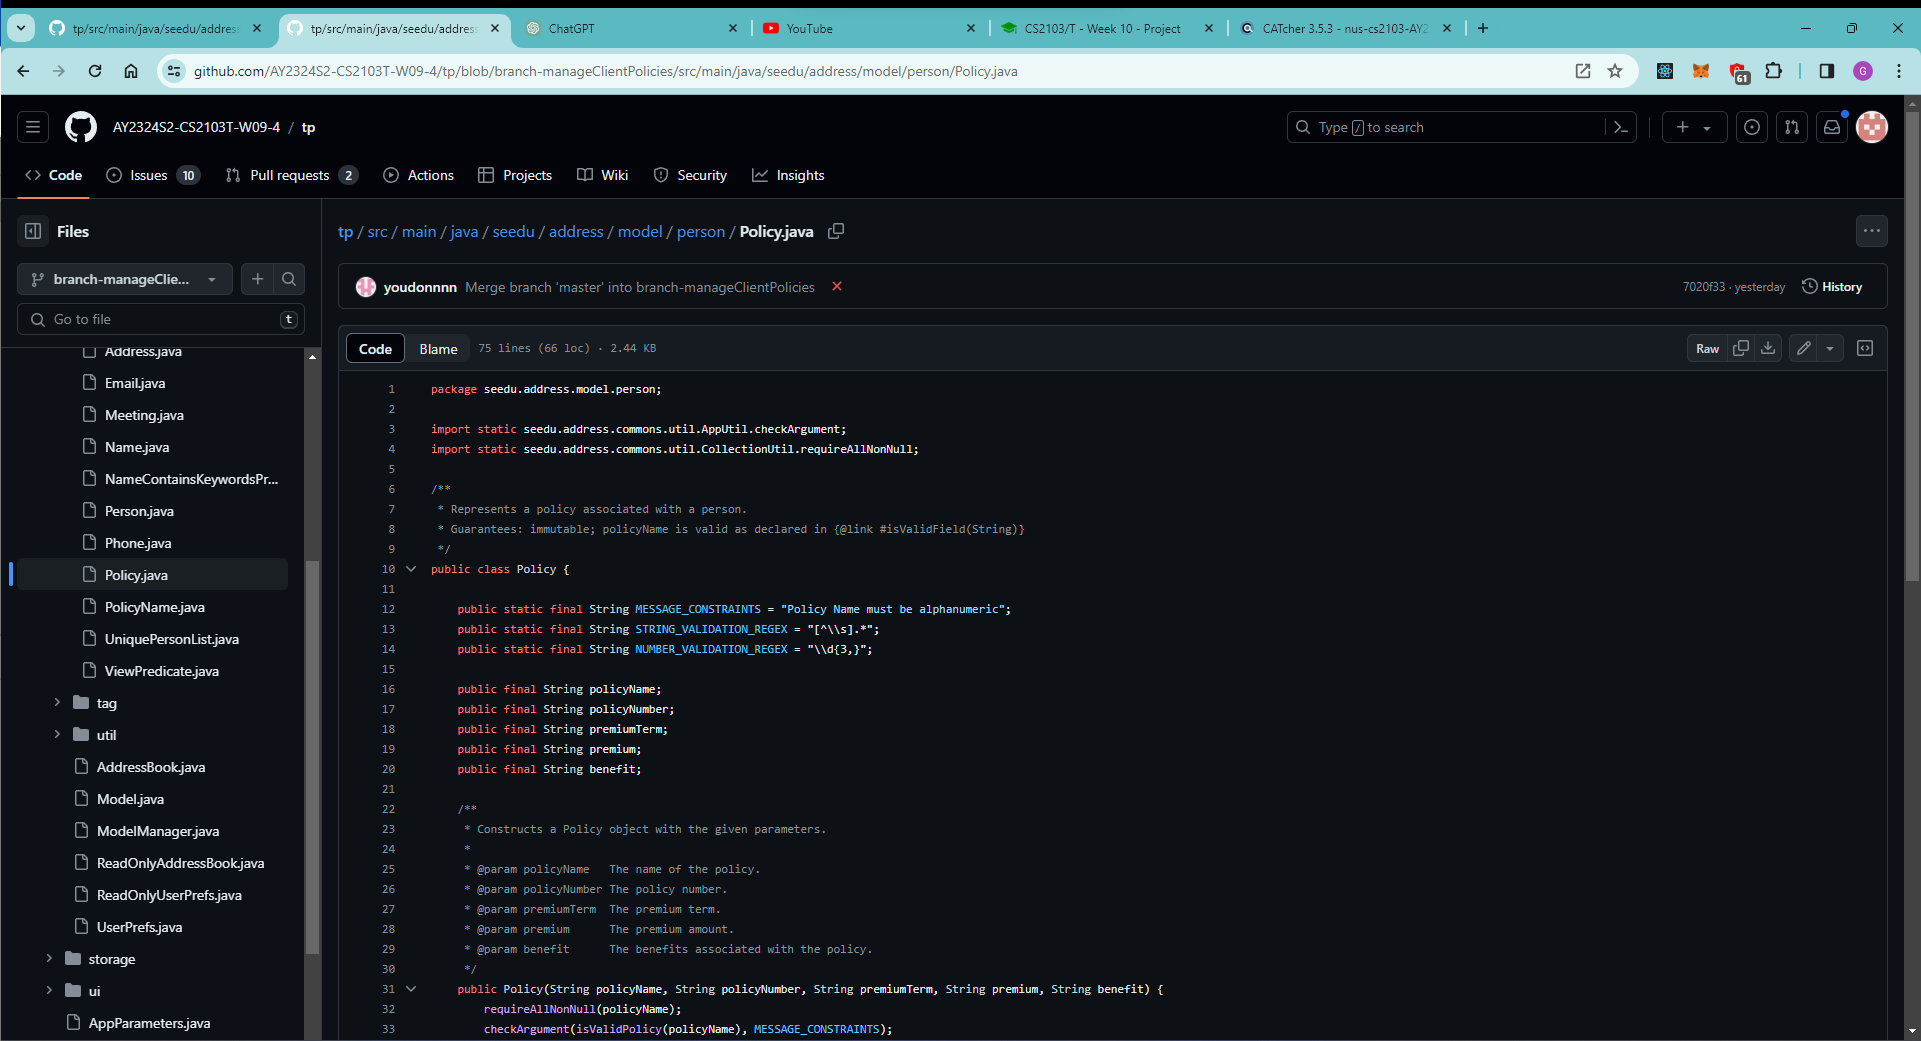 tp/src/main/java/seedu/address
tp/src/main/java/seedu/address
ChatGPT
YouTube
CS2103/T - Week 10 - Project
CATcher 3.5.3 - nus-cs2103-AY2
github.com/AY2324S2-CS2103T-W09-4/tp/blob/branch-manageClientPolicies/src/main/java/seedu/address/model/person/Policy.java
61
G
AY2324S2-CS2103T-W09-4 / tp
Type / to search
Code
Issues 10
Pull requests 2
Actions
Projects
Wiki
Security
Insights
Files
branch-manageClie...
Go to file
t
Address.java
Email.java
Meeting.java
Name.java
NameContainsKeywordsPr...
Person.java
Phone.java
Policy.java
PolicyName.java
UniquePersonList.java
ViewPredicate.java
tag
util
AddressBook.java
Model.java
ModelManager.java
ReadOnlyAddressBook.java
ReadOnlyUserPrefs.java
UserPrefs.java
storage
ui
AppParameters.java
tp / src / main / java / seedu / address / model / person / Policy.java
youdonnnn Merge branch 'master' into branch-manageClientPolicies
7020f33 · yesterday
History
Code
Blame
75 lines (66 loc) · 2.44 KB
Raw
1 package seedu.address.model.person;
2
3 import static seedu.address.commons.util.AppUtil.checkArgument;
4 import static seedu.address.commons.util.CollectionUtil.requireAllNonNull;
5
6 /**
7 * Represents a policy associated with a person.
8 * Guarantees: immutable; policyName is valid as declared in {@link #isValidField(String)}
9 */
10 public class Policy {
11
12 public static final String MESSAGE_CONSTRAINTS = "Policy Name must be alphanumeric";
13 public static final String STRING_VALIDATION_REGEX = "[^\\s].*";
14 public static final String NUMBER_VALIDATION_REGEX = "\\d{3,}";
15
16 public final String policyName;
17 public final String policyNumber;
18 public final String premiumTerm;
19 public final String premium;
20 public final String benefit;
21
22 /**
23 * Constructs a Policy object with the given parameters.
24 *
25 * @param policyName The name of the policy.
26 * @param policyNumber The policy number.
27 * @param premiumTerm The premium term.
28 * @param premium The premium amount.
29 * @param benefit The benefits associated with the policy.
30 */
31 public Policy(String policyName, String policyNumber, String premiumTerm, String premium, String benefit) {
32 requireAllNonNull(policyName);
33 checkArgument(isValidPolicy(policyName), MESSAGE_CONSTRAINTS);